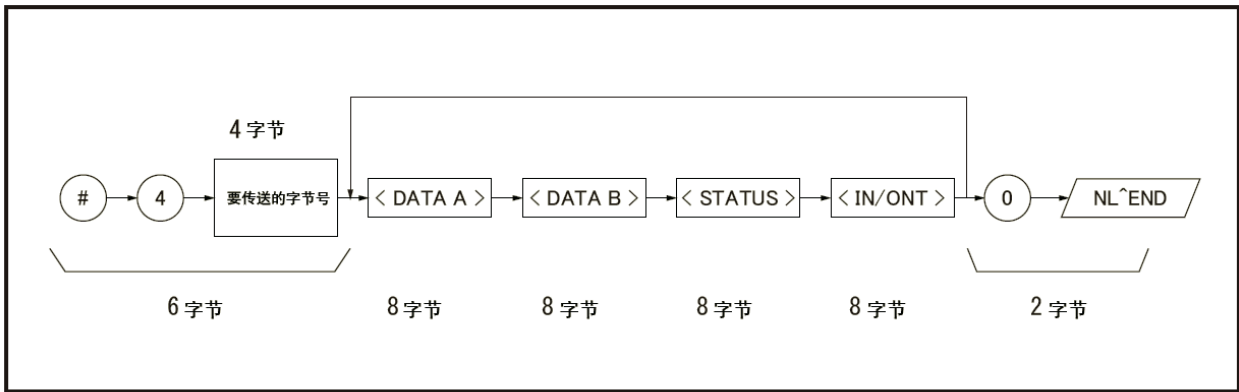 4 字节
# 4 要传送的字节号 < DATA A > < DATA B > < STATUS > < IN/ONT > 0 NL^END
6 字节 8 字节 8 字节 8 字节 8 字节 2 字节